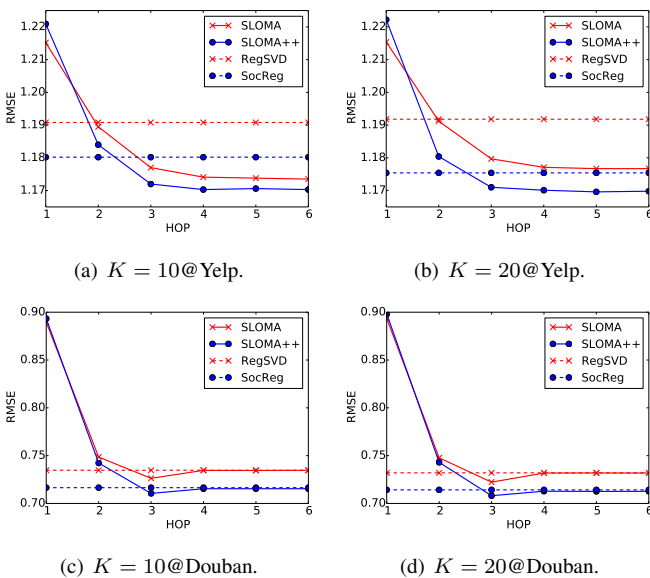 1.22
1.21
1.20
1.19
1.18
1.17
RMSE
1 2 3 4 5 6
HOP
SLOMA
SLOMA++
RegSVD
SocReg
(a) K = 10@Yelp.
1.22
1.21
1.20
1.19
1.18
1.17
RMSE
1 2 3 4 5 6
HOP
SLOMA
SLOMA++
RegSVD
SocReg
(b) K = 20@Yelp.
0.90
0.85
0.80
0.75
0.70
RMSE
1 2 3 4 5 6
HOP
SLOMA
SLOMA++
RegSVD
SocReg
(c) K = 10@Douban.
0.90
0.85
0.80
0.75
0.70
RMSE
1 2 3 4 5 6
HOP
SLOMA
SLOMA++
RegSVD
SocReg
(d) K = 20@Douban.